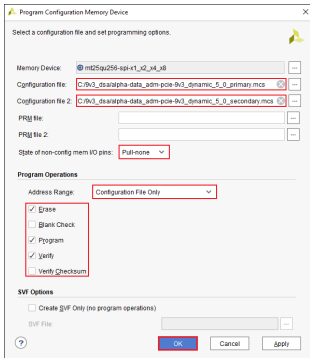 Program Configuration Memory Device
Select a configuration file and set programming options.
Memory Device: mt25qu256-spi-x1_x2_x4_x8
Configuration file: C:/9v3_dsa/alpha-data_adm-pcie-9v3_dynamic_5_0_primary.mcs
Configuration file 2: C:/9v3_dsa/alpha-data_adm-pcie-9v3_dynamic_5_0_secondary.mcs
PRM file:
PRM file 2:
State of non-config mem I/O pins: Pull-none
Program Operations
Address Range: Configuration File Only
Erase
Blank Check
Program
Verify
Verify Checksum
SVF Options
Create SVF Only (no program operations)
SVF File:
? OK Cancel Apply